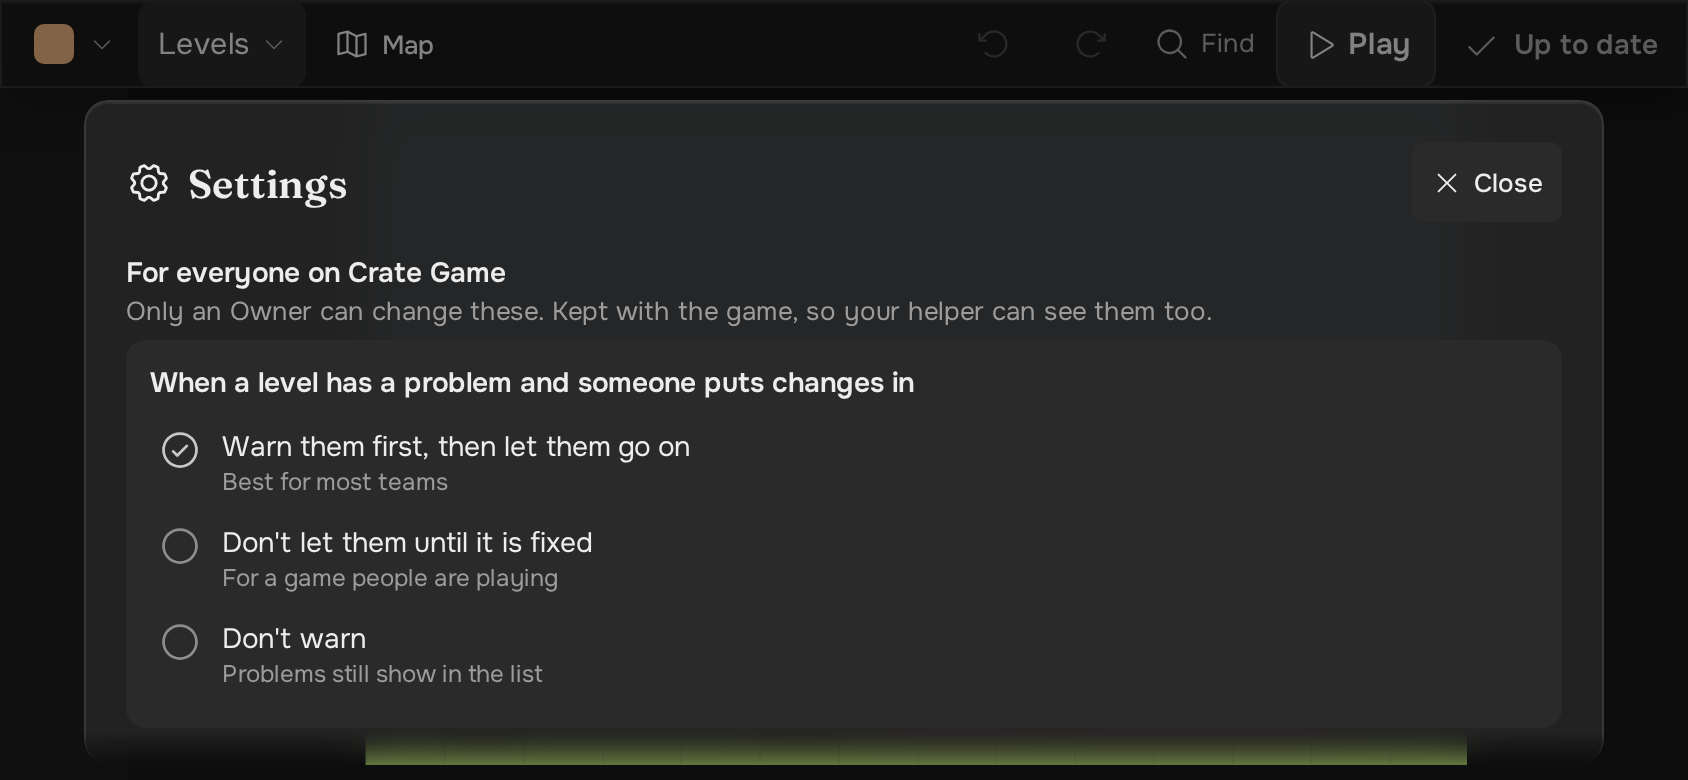 Levels
Map
Find
Play
Up to date
Settings
Close
For everyone on Crate Game
Only an Owner can change these. Kept with the game, so your helper can see them too.
When a level has a problem and someone puts changes in
Warn them first, then let them go on
Best for most teams
Don't let them until it is fixed
For a game people are playing
Don't warn
Problems still show in the list